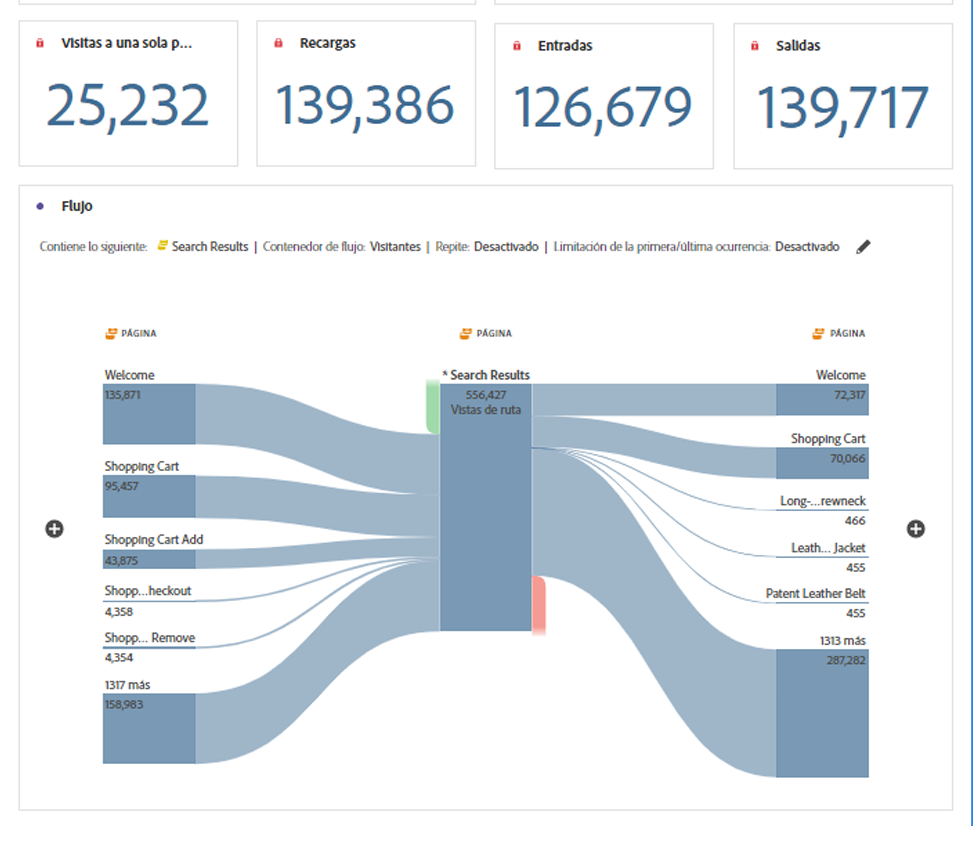 Visitas a una sola p...
25,232
Recargas
139,386
Entradas
126,679
Salidas
139,717
Flujo
Contiene lo siguiente: Search Results | Contenedor de flujo: Visitantes | Repite: Desactivado | Limitación de la primera/última ocurrencia: Desactivado
PÁGINA
PÁGINA
PÁGINA
Welcome
135,871
Shopping Cart
95,457
Shopping Cart Add
43,875
Shopp...heckout
4,358
Shopp... Remove
4,354
1317 más
158,983
* Search Results
556,427
Vistas de ruta
Welcome
72,317
Shopping Cart
70,066
Long-...rewneck
466
Leath... Jacket
455
Patent Leather Belt
455
1313 más
287,282